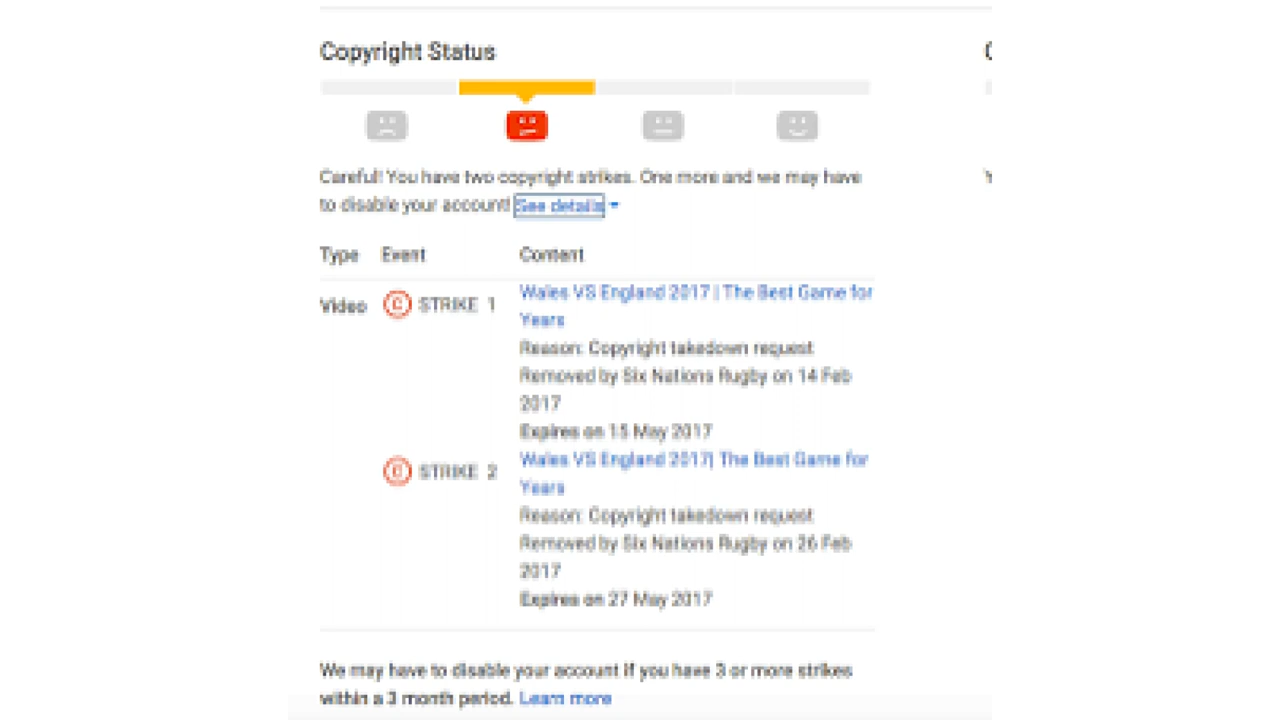 Copyright Status
Careful! You have two copyright strikes. One more and we may have
to disable your account! See details
Type Event Content
Video © STRIKE 1 Wales VS England 2017 | The Best Game for
Years
Reason: Copyright takedown request
Removed by Six Nations Rugby on 14 Feb
2017
Expires on 15 May 2017
© STRIKE 2 Wales VS England 2017| The Best Game for
Years
Reason: Copyright takedown request
Removed by Six Nations Rugby on 26 Feb
2017
Expires on 27 May 2017
We may have to disable your account if you have 3 or more strikes
within a 3 month period. Learn more